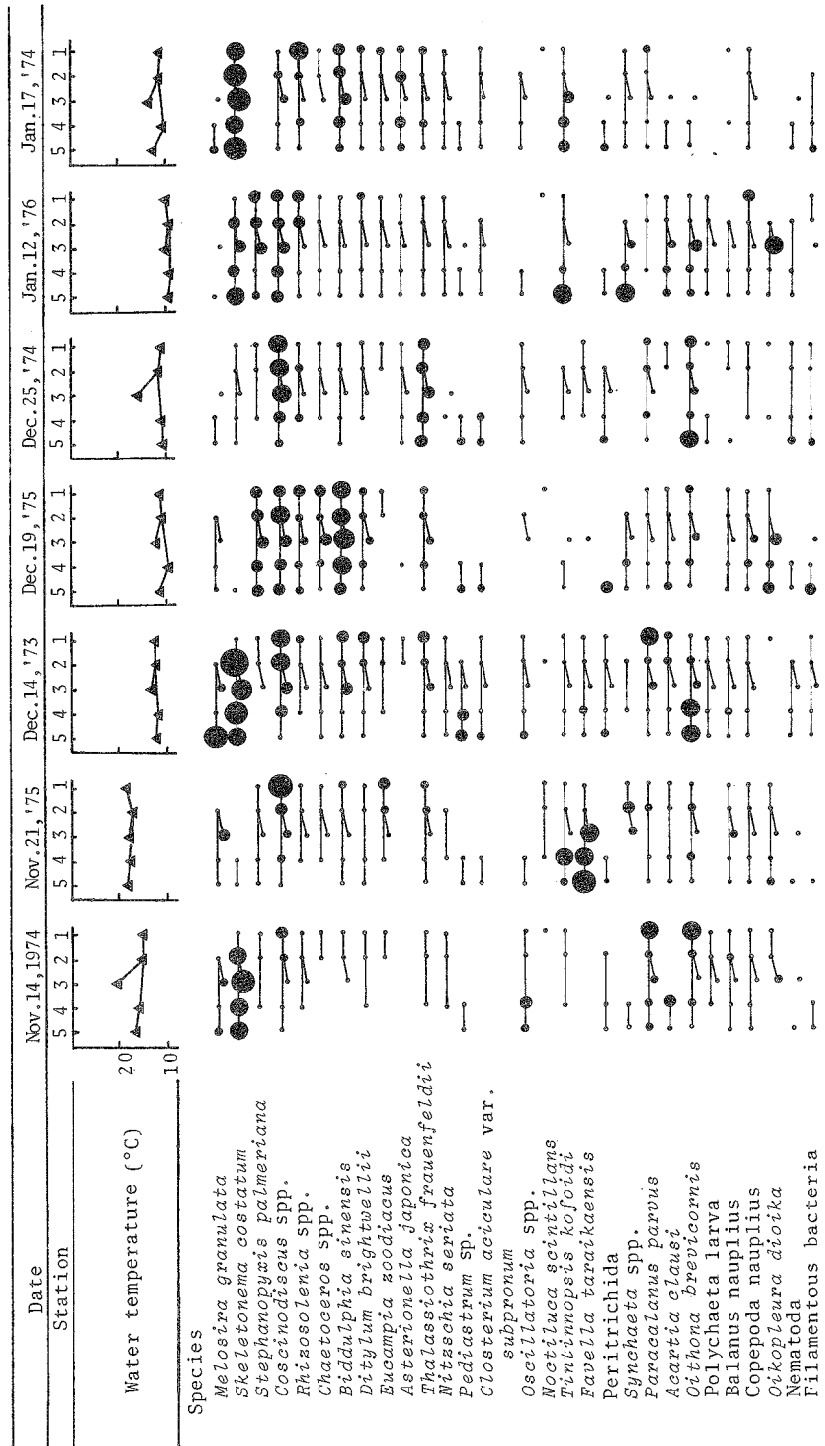 Date Nov.14,1974 Nov.21,'75 Dec.14,'73 Dec.19,'75 Dec.25,'74 Jan.12,'76 Jan.17,'74
Station 5 4 3 2 1 5 4 3 2 1 5 4 3 2 1 5 4 3 2 1 5 4 3 2 1 5 4 3 2 1 5 4 3 2 1
20
Water temperature (°C)
10
Species
Melosira granulata
Skeletonema costatum
Stephanopyxis palmeriana
Coscinodiscus spp.
Rhizosolenia spp.
Chaetoceros spp.
Biddulphia sinensis
Ditylum brightwellii
Eucampia zoodiacus
Asterionella japonica
Thalassiothrix frauenfeldii
Nitzschia seriata
Pediastrum sp.
Closterium aciculare var.
subpronum
Oscillatoria spp.
Noctiluca scintillans
Tintinnopsis kofoidi
Favella taraikaensis
Peritrichida
Synchaeta spp.
Paracalanus parvus
Acartia clausi
Oithona brevicornis
Polychaeta larva
Balanus nauplius
Copepoda nauplius
Oikopleura dioika
Nematoda
Filamentous bacteria